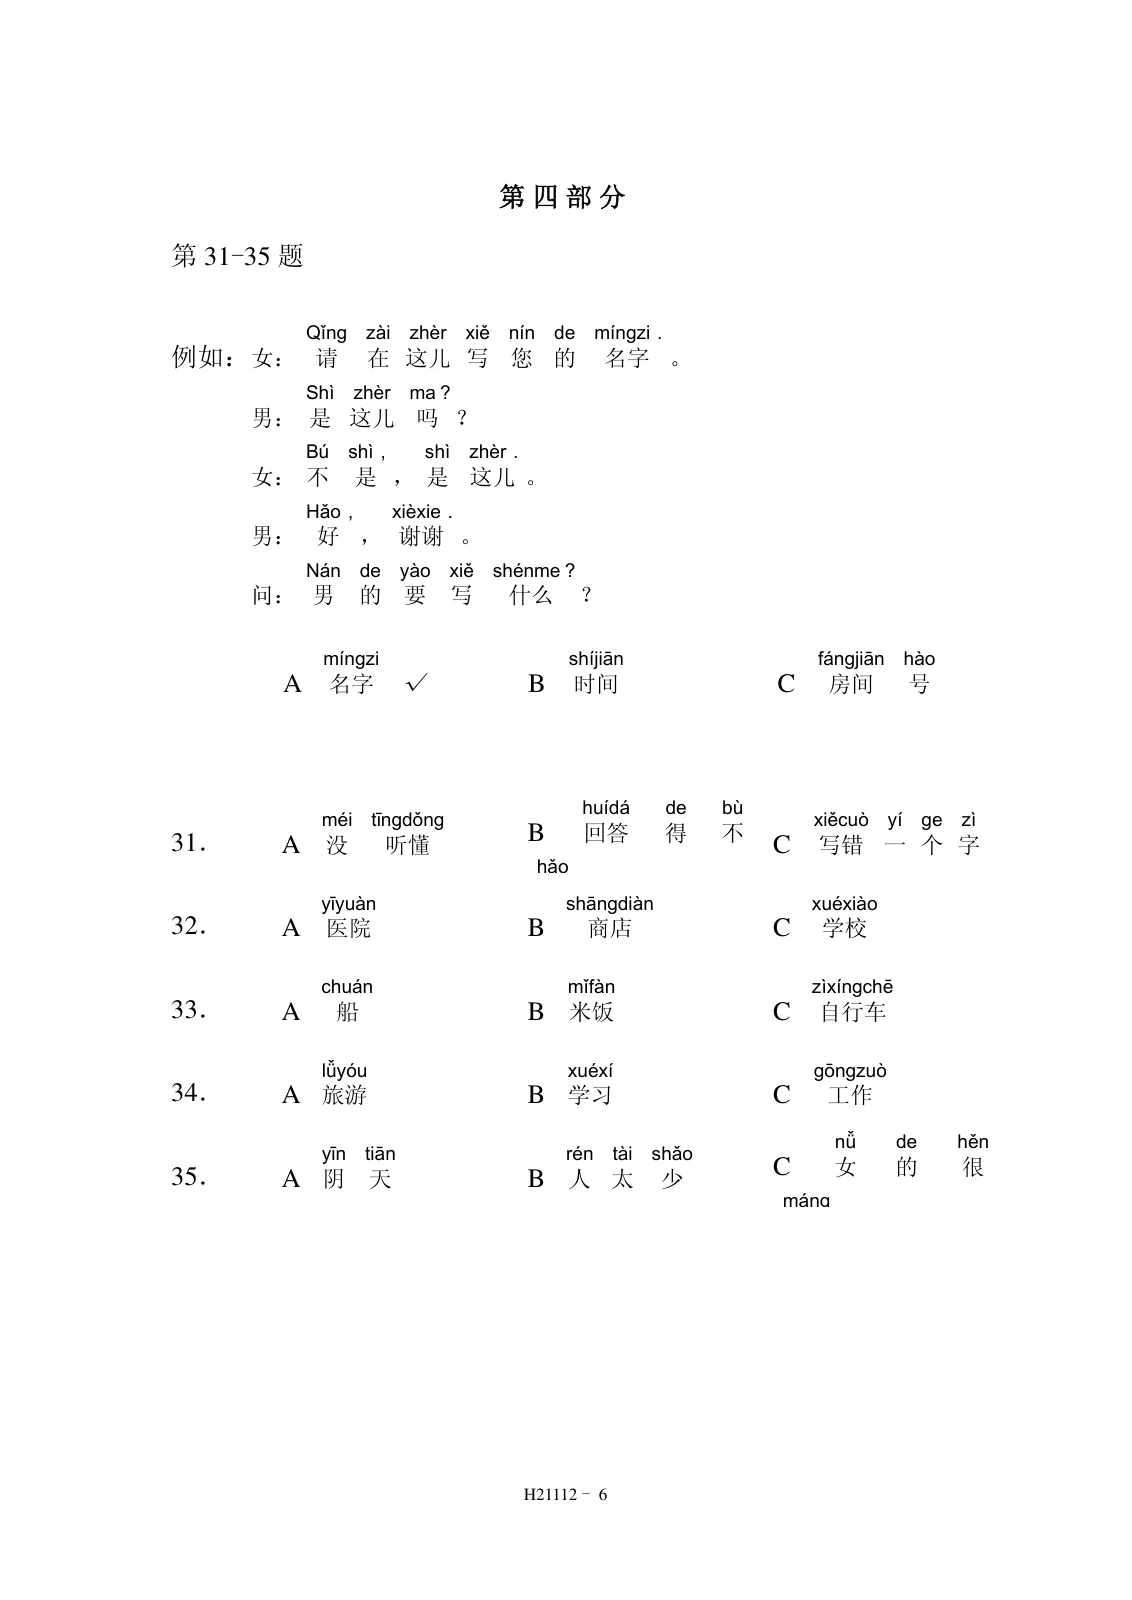 第四部分
第 31-35 题
Qǐng zài zhèr xiě nín de míngzi .
例如：女： 请 在 这儿 写 您 的 名字 。
Shì zhèr ma？
男： 是 这儿 吗 ？
Bú shì， shì zhèr .
女： 不 是 ， 是 这儿 。
Hǎo， xièxie .
男： 好 ， 谢谢 。
Nán de yào xiě shénme？
问： 男 的 要 写 什么 ？
míngzi shíjiān fángjiān hào
A 名字 √ B 时间 C 房间 号
méi tīngdǒng huídá de bù xiěcuò yí ge zì
31． A 没 听懂 B 回答 得 不 C 写错 一 个 字
hǎo
yīyuàn shāngdiàn xuéxiào
32． A 医院 B 商店 C 学校
chuán mǐfàn zìxíngchē
33． A 船 B 米饭 C 自行车
lǚyóu xuéxí gōngzuò
34． A 旅游 B 学习 C 工作
yīn tiān rén tài shǎo nǚ de hěn
35． A 阴 天 B 人 太 少 C 女 的 很
máng
H21112－ 6